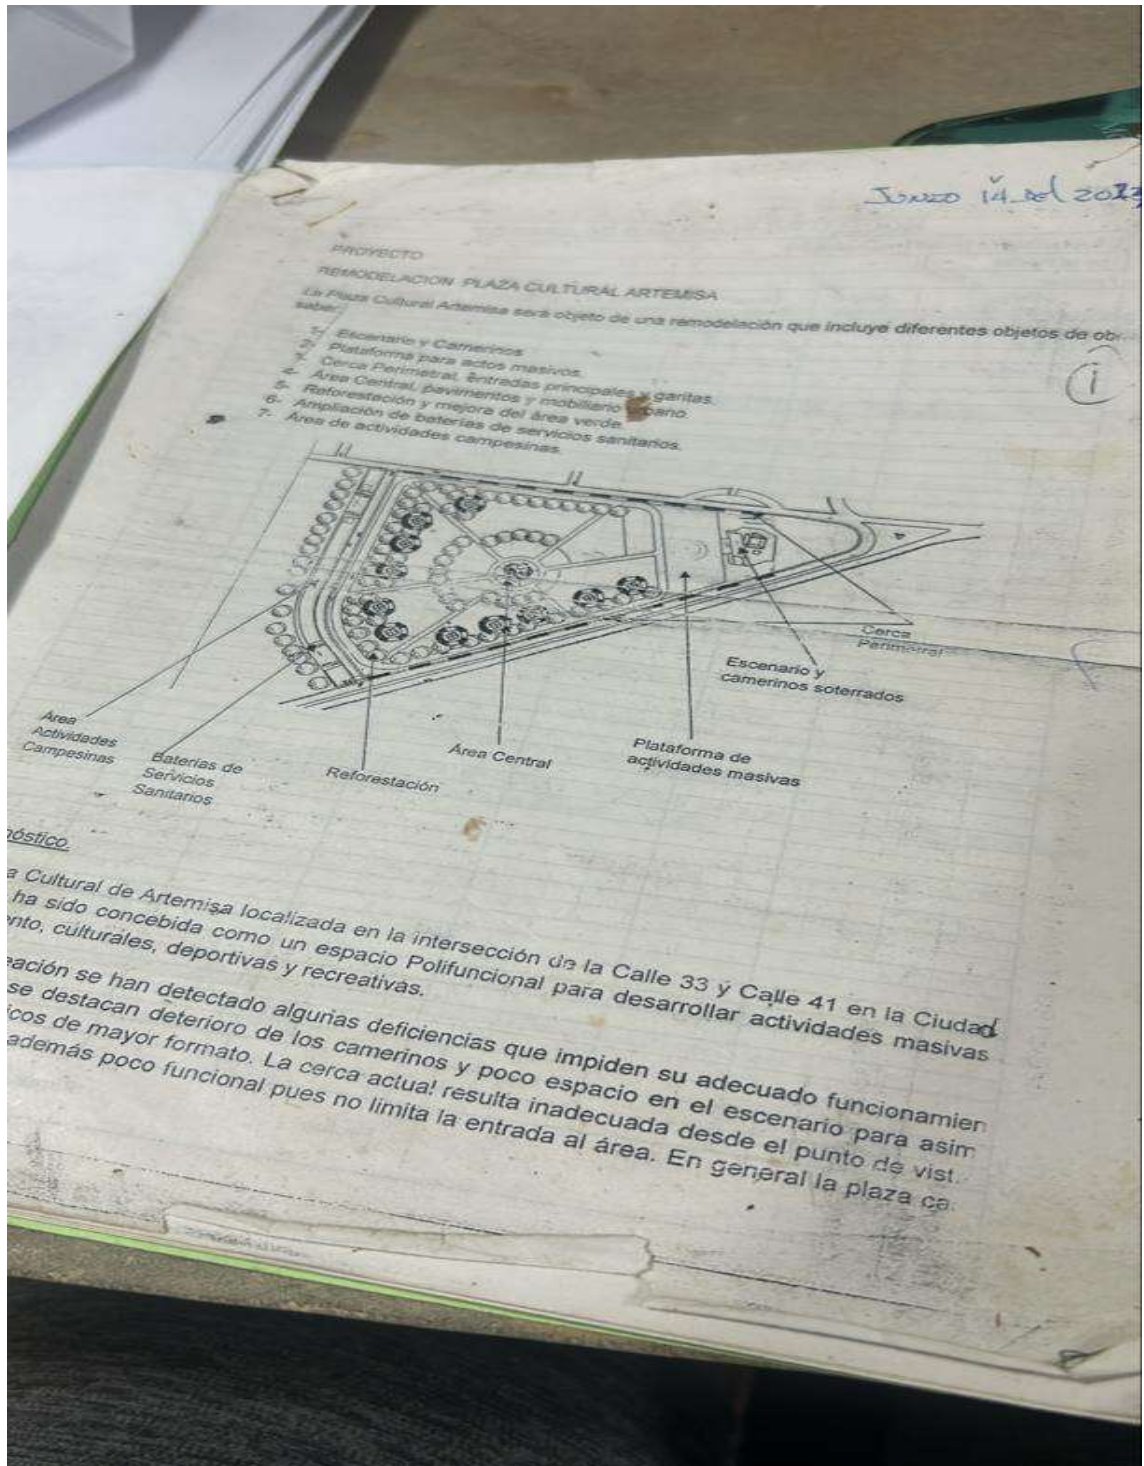 Junio 14 del 2013
PROYECTO
REMODELACION PLAZA CULTURAL ARTEMISA
La Plaza Cultural Artemisa será objeto de una remodelación que incluye diferentes objetos de ob
saber:
1- Escenario y Camerinos
2- Plataforma para actos masivos.
3- Cerca Perimetral, entradas principales y garitas.
4- Área Central, pavimentos y mobiliario urbano.
5- Reforestación y mejora del área verde.
6- Ampliación de baterías de servicios sanitarios.
7- Área de actividades campesinas.
1
Cerca
Perimetral
Escenario y
camerinos soterrados
Plataforma de
actividades masivas
Área Central
Reforestación
Baterías de
Servicios
Sanitarios
Área
Actividades
Campesinas
nóstico.
a Cultural de Artemisa localizada en la intersección de la Calle 33 y Calle 41 en la Ciudad
ha sido concebida como un espacio Polifuncional para desarrollar actividades masivas
nto, culturales, deportivas y recreativas.
eación se han detectado algunas deficiencias que impiden su adecuado funcionamien
se destacan deterioro de los camerinos y poco espacio en el escenario para asim
icos de mayor formato. La cerca actual resulta inadecuada desde el punto de vist
además poco funcional pues no limita la entrada al área. En general la plaza ca